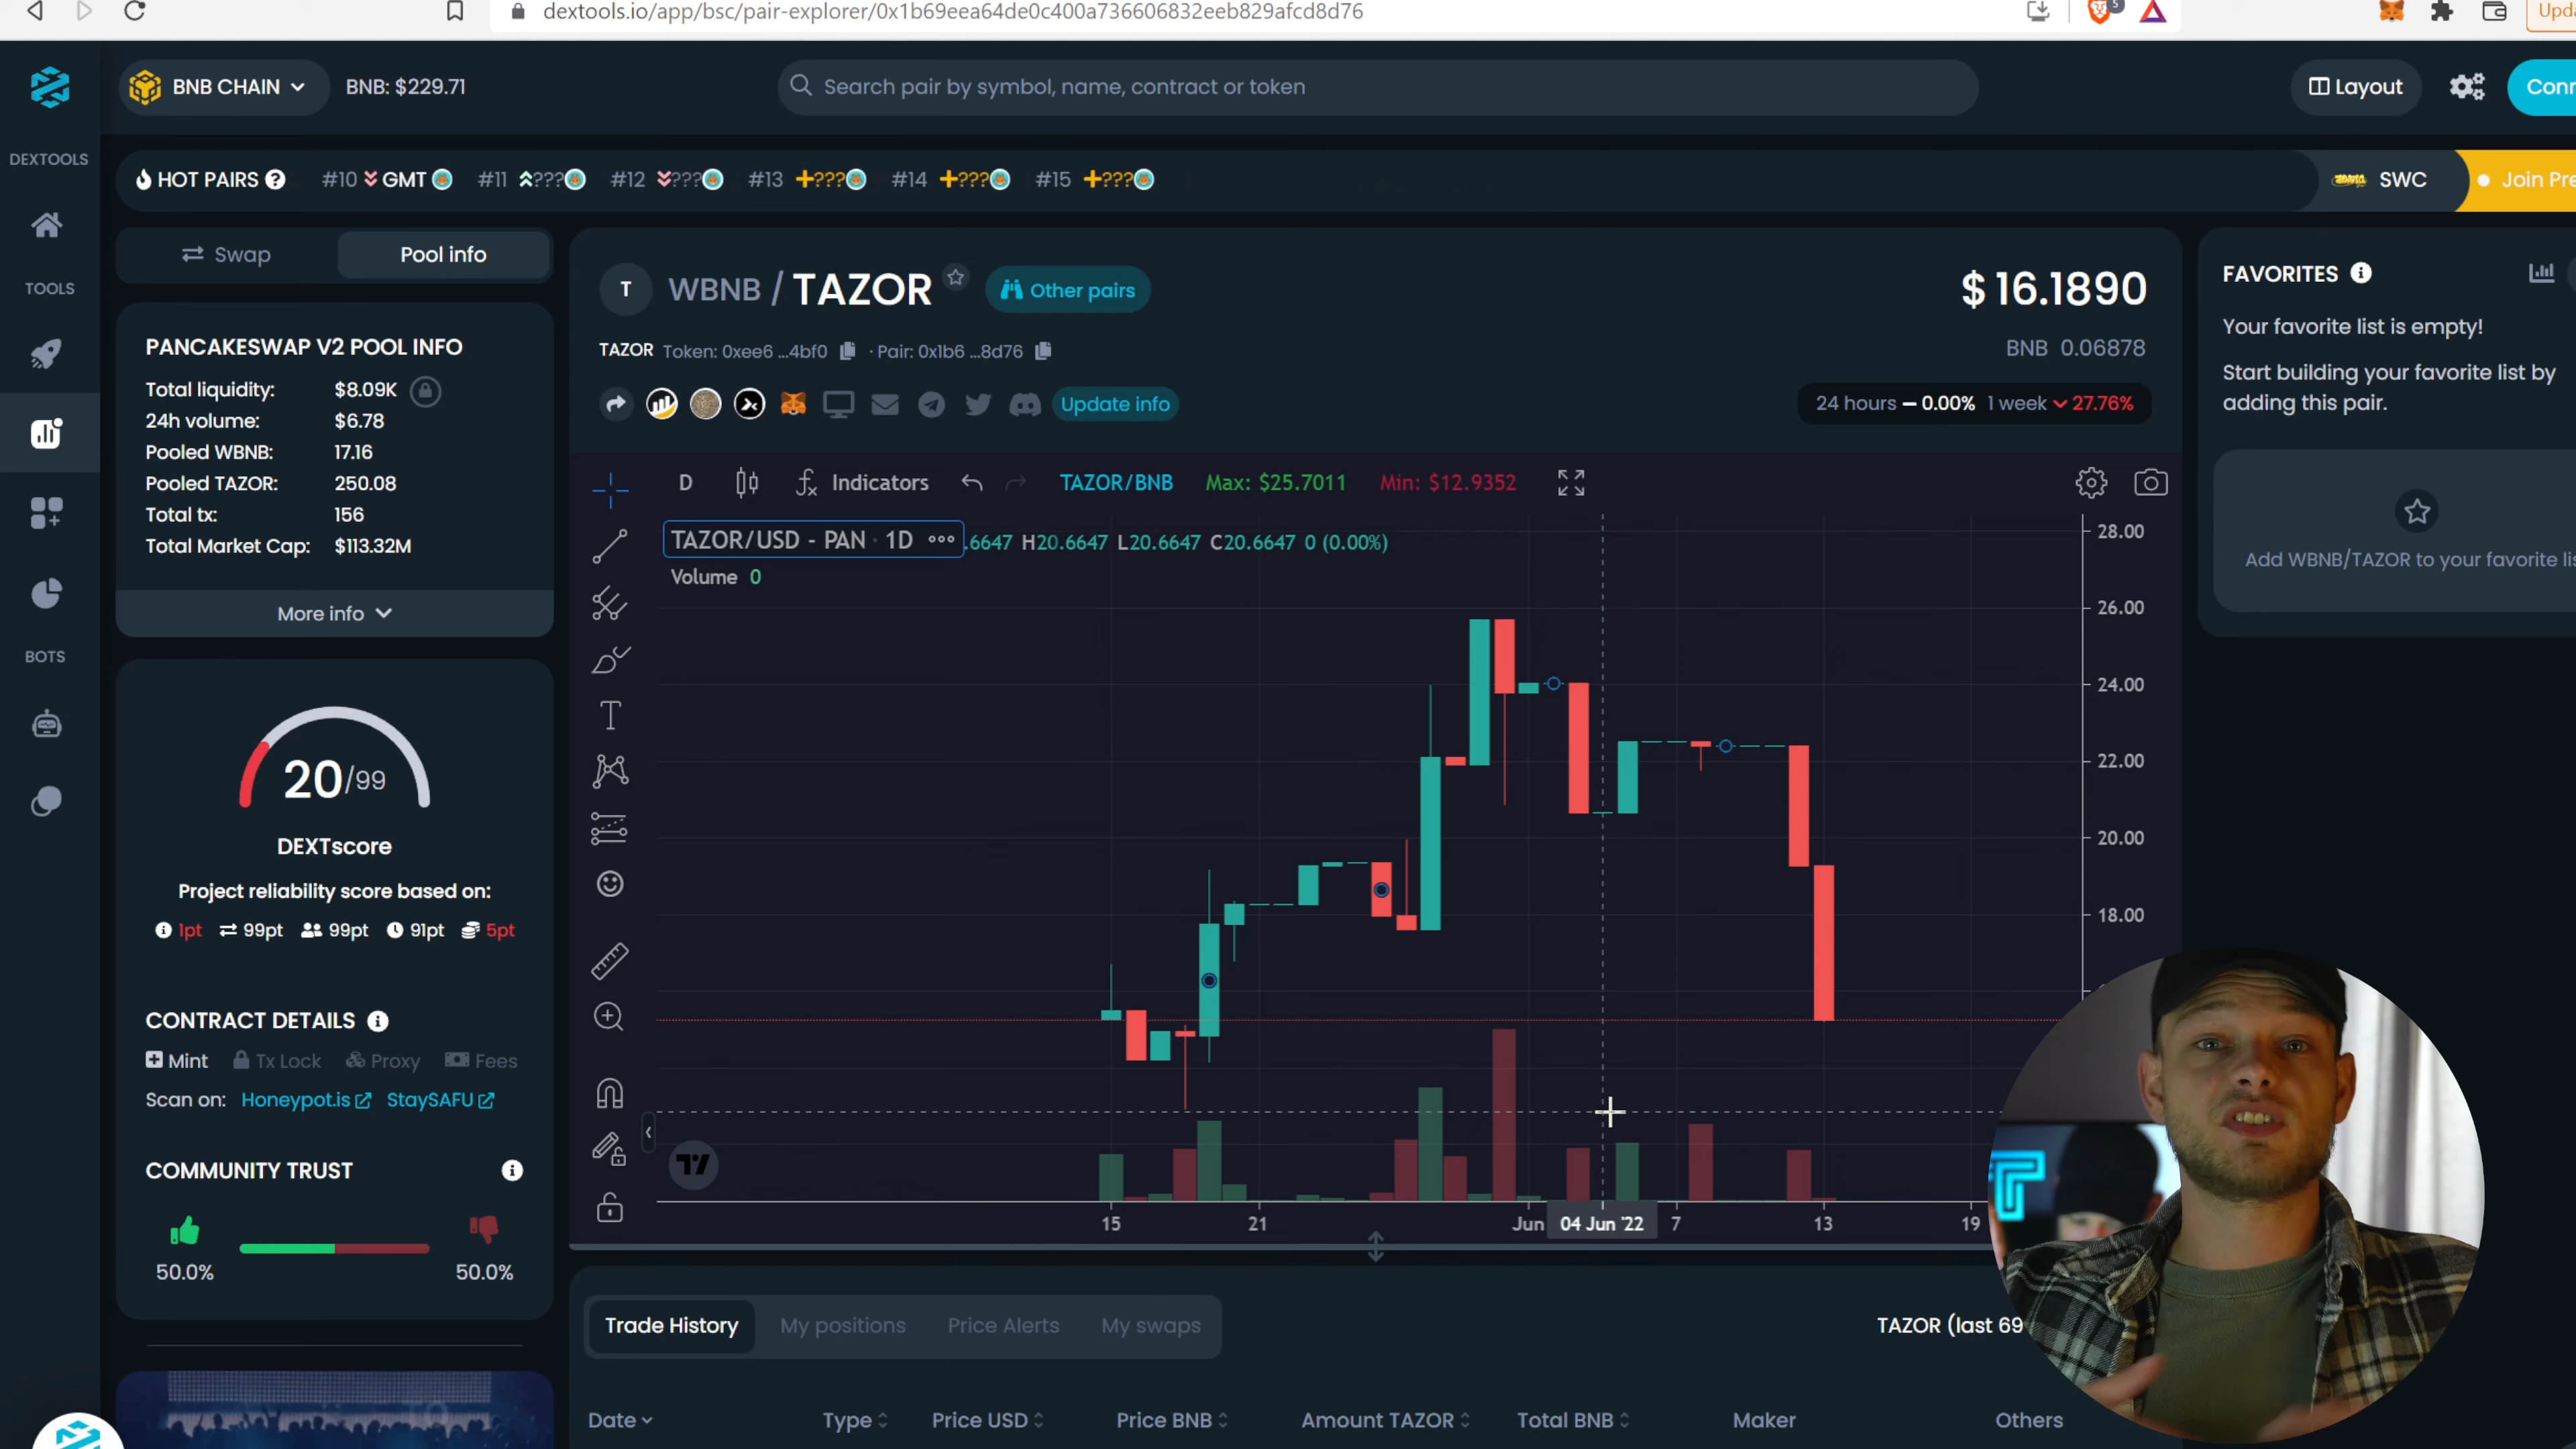 dextools.io/app/bsc/pair-explorer/0x1b69eea64de0c400a736606832eeb829afcd8d76
5
BNB CHAIN
BNB: $229.71
Search pair by symbol, name, contract or token
Layout
DEXTOOLS
HOT PAIRS ? #10 GMT #11 ??? #12 ??? #13 +??? #14 +??? #15 +???
SWC
Join Pre
TOOLS
BOTS
Swap
Pool info
PANCAKESWAP V2 POOL INFO
Total liquidity: $8.09K
24h volume: $6.78
Pooled WBNB: 17.16
Pooled TAZOR: 250.08
Total tx: 156
Total Market Cap: $113.32M
More info
20/99
DEXTscore
Project reliability score based on:
1pt 99pt 99pt 91pt 5pt
CONTRACT DETAILS
Mint Tx Lock Proxy Fees
Scan on: Honeypot.is StaySAFU
COMMUNITY TRUST
50.0% 50.0%
T
WBNB / TAZOR
Other pairs
$ 16.1890
TAZOR Token: 0xee6 ...4bf0 · Pair: 0x1b6 ...8d76
BNB 0.06878
Update info
24 hours – 0.00% 1 week 27.76%
D
Indicators
TAZOR/BNB
Max: $25.7011
Min: $12.9352
TAZOR/USD - PAN · 1D ••• .6647 H20.6647 L20.6647 C20.6647 0 (0.00%)
Volume 0
28.00
26.00
24.00
22.00
20.00
18.00
15 21 Jun 04 Jun '22 7 13 19
FAVORITES
Your favorite list is empty!
Start building your favorite list by
adding this pair.
Add WBNB/TAZOR to your favorite
Trade History
My positions
Price Alerts
My swaps
TAZOR (last 69
Date Type Price USD Price BNB Amount TAZOR Total BNB Maker Others